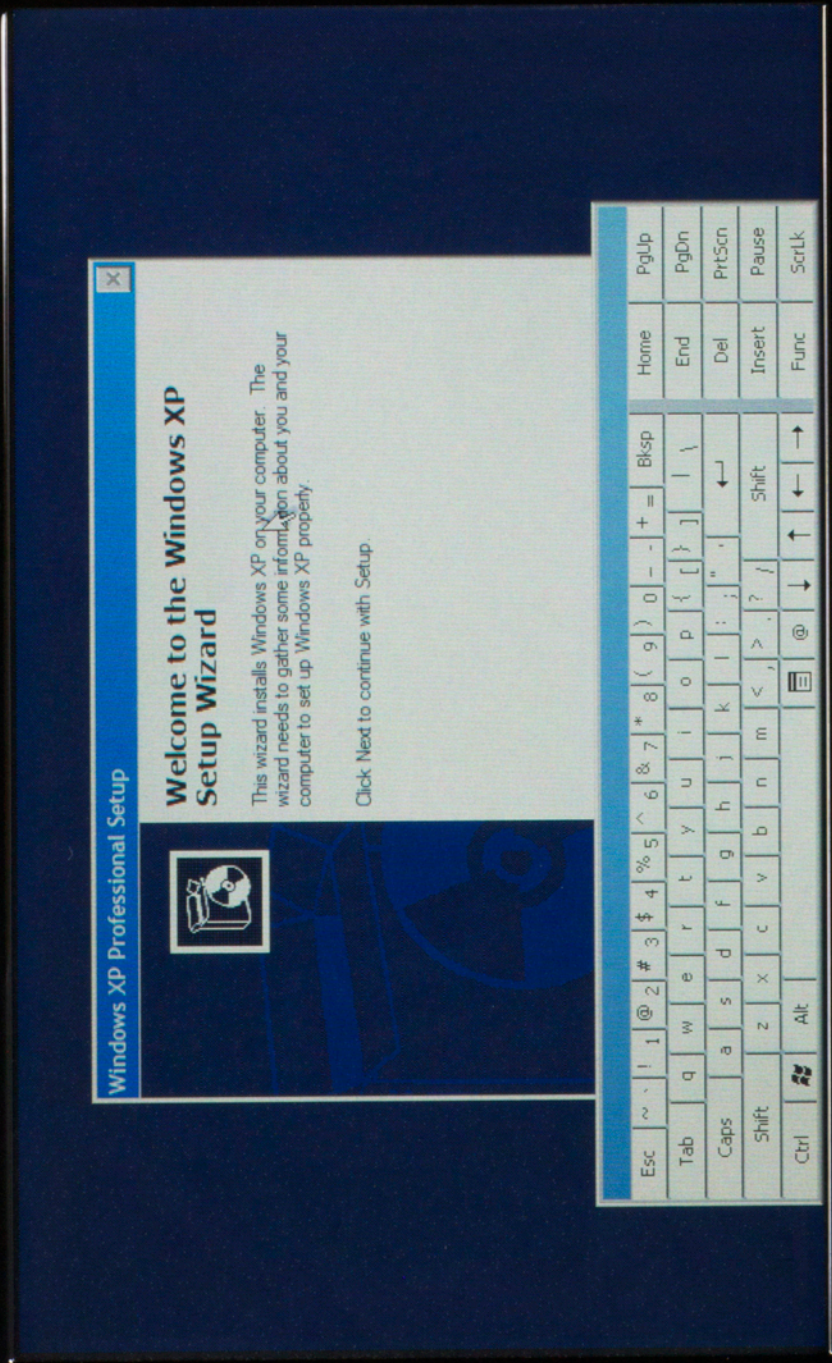 Windows XP Professional Setup
Welcome to the Windows XP
Setup Wizard
This wizard installs Windows XP on your computer. The
wizard needs to gather some information about you and your
computer to set up Windows XP properly.
Click Next to continue with Setup.
Esc ~ ` ! 1 @ 2 # 3 $ 4 % 5 ^ 6 & 7 * 8 ( 9 ) 0 _ - + = Bksp Home PgUp
Tab q w e r t y u i o p { [ } ] | \ End PgDn
Caps a s d f g h j k l : ; " ' ↵ Del PrtScn
Shift z x c v b n m < , > . ? / Shift Insert Pause
Ctrl Alt @ ↓ ↑ ← → Func ScrLk